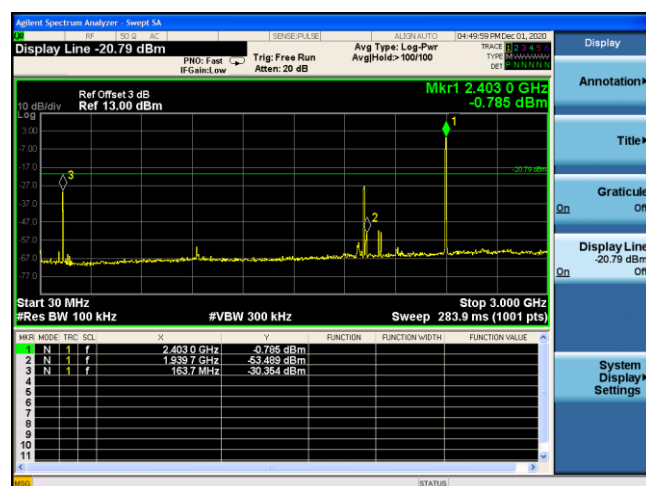 Agilent Spectrum Analyzer - Swept SA
RF 50 Ω AC SENSE:PULSE ALIGN AUTO 04:49:59 PM Dec 01, 2020
Display Line -20.79 dBm
Avg Type: Log-Pwr
Avg|Hold:>100/100
PNO: Fast
IFGain:Low
Trig: Free Run
Atten: 20 dB
TRACE 1 2 3 4 5 6
TYPE
DET P N N N N N
Mkr1 2.403 0 GHz
-0.785 dBm
Ref Offset 3 dB
Ref 13.00 dBm
10 dB/div
Log
3.00
-7.00
-17.0
-27.0
-37.0
-47.0
-57.0
-67.0
-77.0
1
2
3
-20.79 dBm
Start 30 MHz Stop 3.000 GHz
#Res BW 100 kHz #VBW 300 kHz Sweep 283.9 ms (1001 pts)
MKR MODE TRC SCL X Y FUNCTION FUNCTION WIDTH FUNCTION VALUE
1 N 1 f 2.403 0 GHz -0.785 dBm
2 N 1 f 1.939 7 GHz -53.489 dBm
3 N 1 f 163.7 MHz -30.354 dBm
4
5
6
7
8
9
10
11
MSG STATUS
Display
Annotation
Title
Graticule
On Off
Display Line
-20.79 dBm
On Off
System
Display
Settings